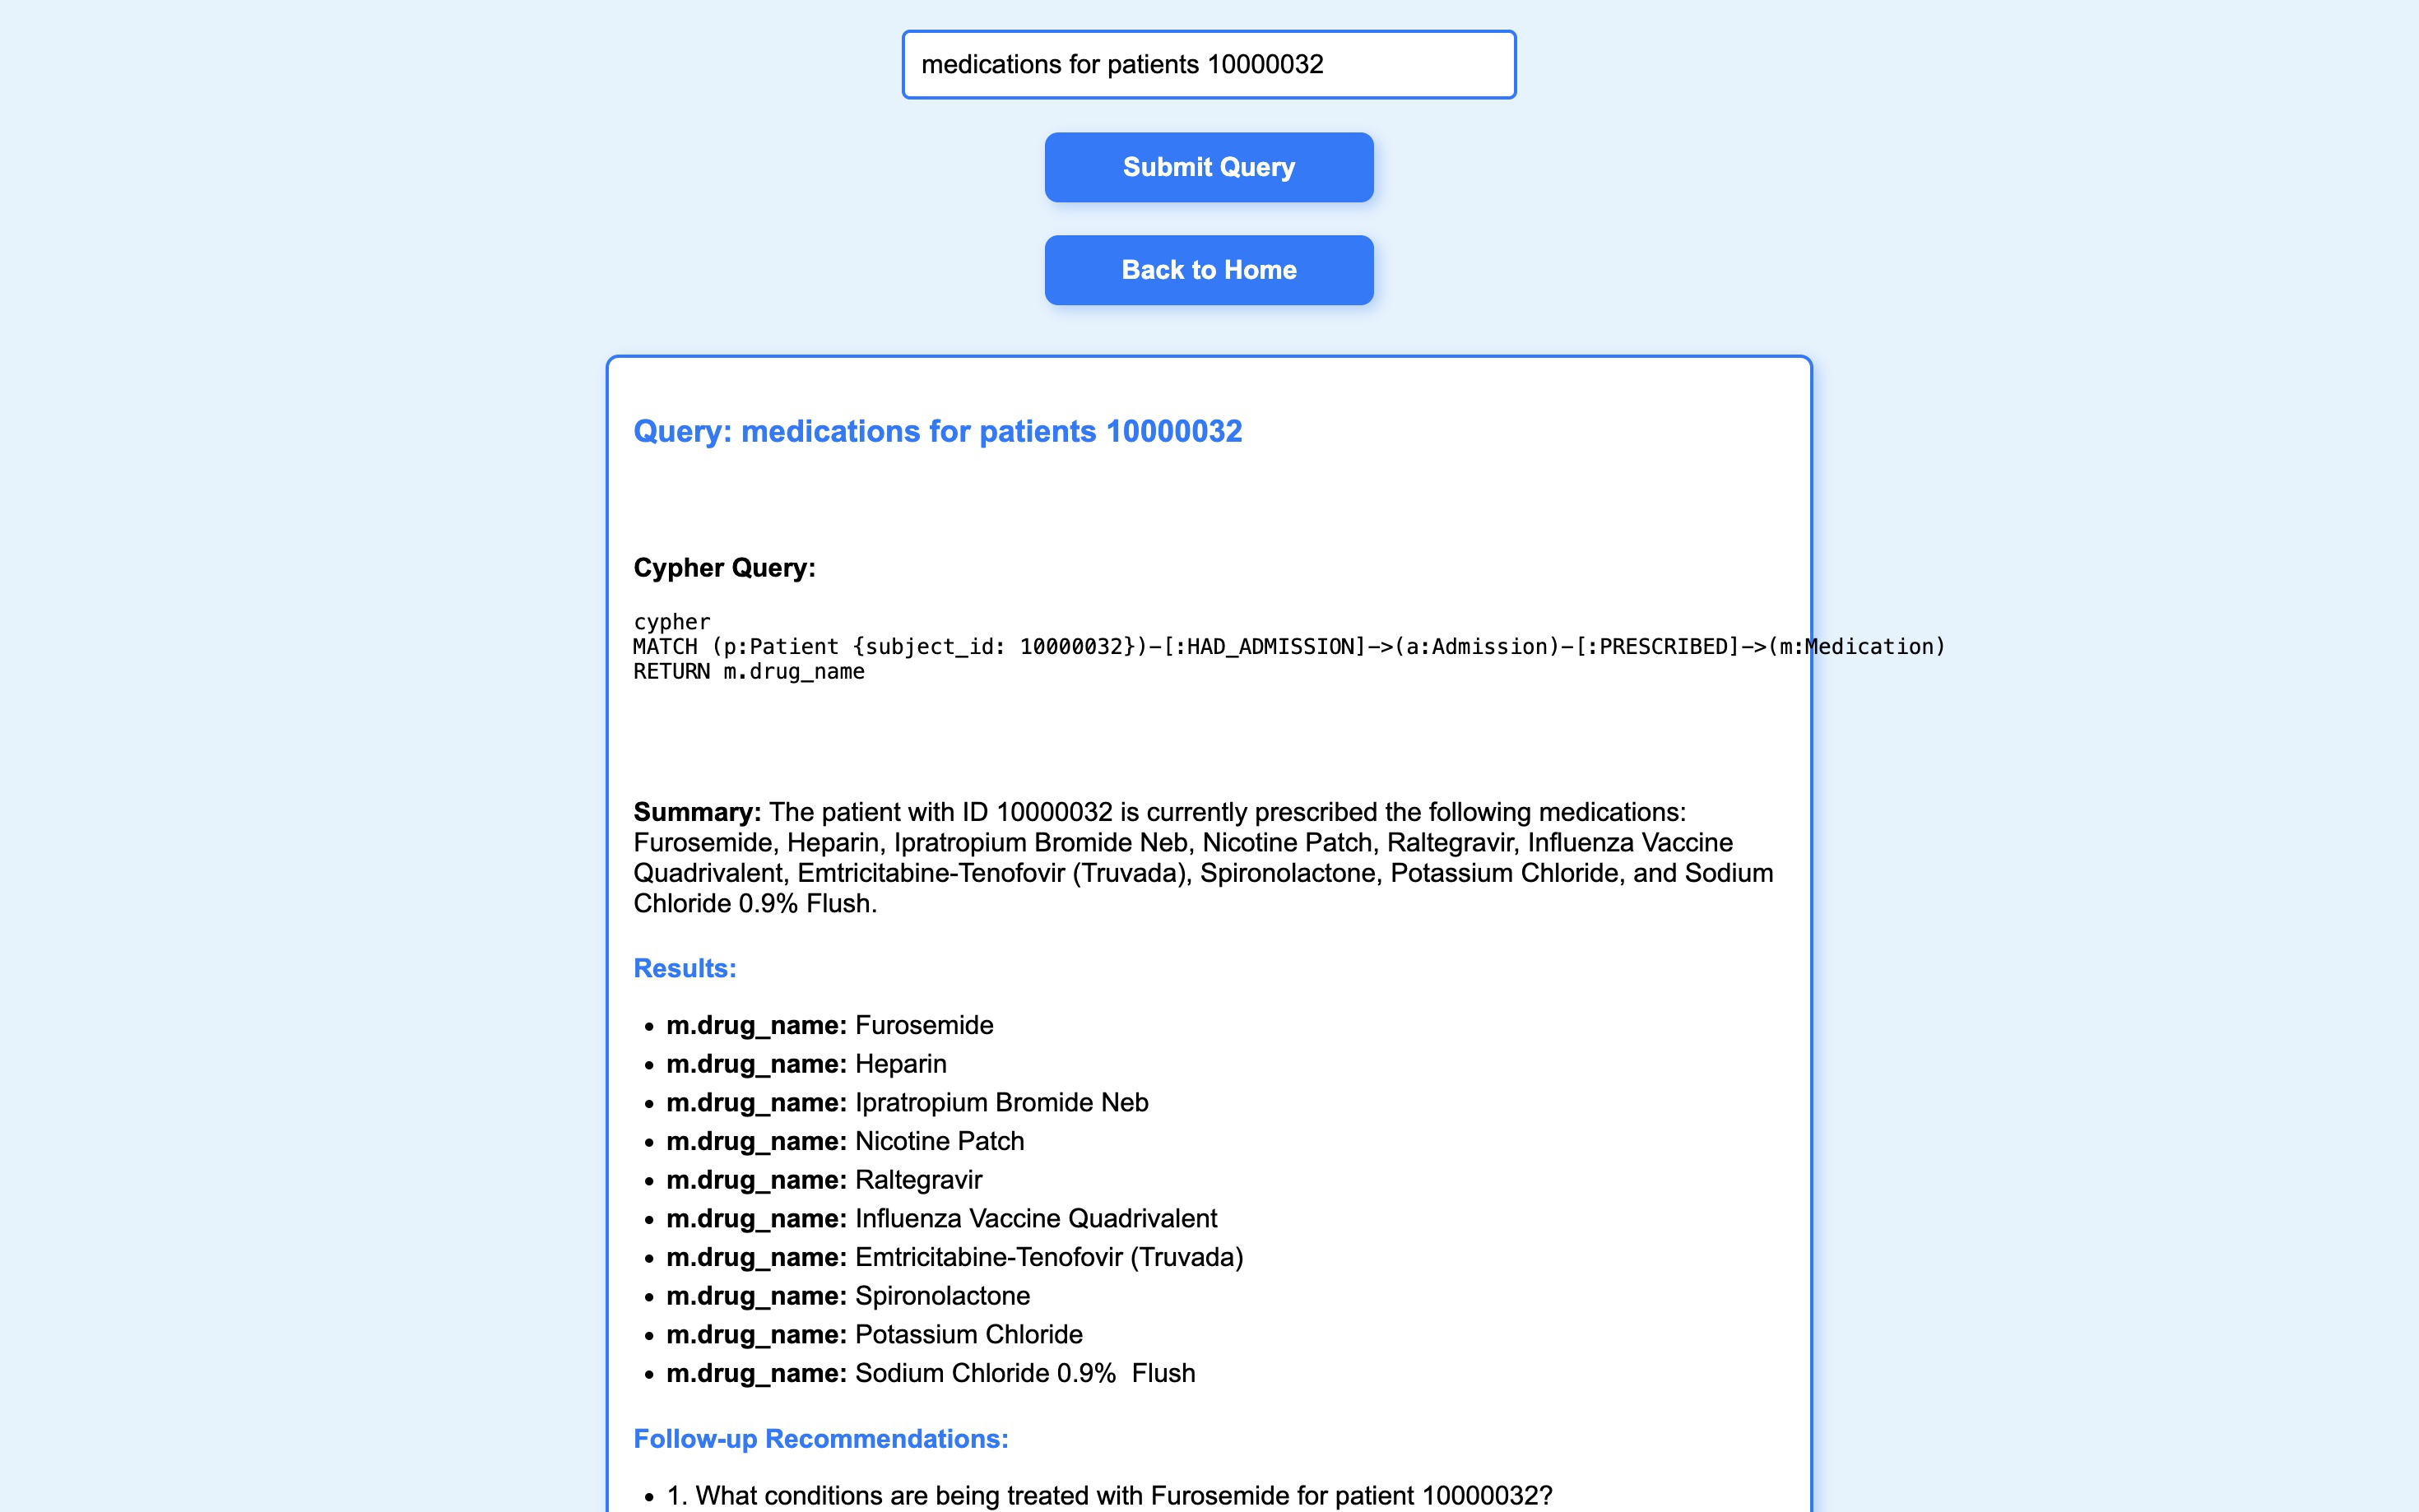 medications for patients 10000032
Submit Query
Back to Home
Query: medications for patients 10000032
Cypher Query:
cypher
MATCH (p:Patient {subject_id: 10000032})-[:HAD_ADMISSION]->(a:Admission)-[:PRESCRIBED]->(m:Medication)
RETURN m.drug_name
Summary: The patient with ID 10000032 is currently prescribed the following medications:
Furosemide, Heparin, Ipratropium Bromide Neb, Nicotine Patch, Raltegravir, Influenza Vaccine
Quadrivalent, Emtricitabine-Tenofovir (Truvada), Spironolactone, Potassium Chloride, and Sodium
Chloride 0.9% Flush.
Results:
• m.drug_name: Furosemide
• m.drug_name: Heparin
• m.drug_name: Ipratropium Bromide Neb
• m.drug_name: Nicotine Patch
• m.drug_name: Raltegravir
• m.drug_name: Influenza Vaccine Quadrivalent
• m.drug_name: Emtricitabine-Tenofovir (Truvada)
• m.drug_name: Spironolactone
• m.drug_name: Potassium Chloride
• m.drug_name: Sodium Chloride 0.9%  Flush
Follow-up Recommendations:
• 1. What conditions are being treated with Furosemide for patient 10000032?